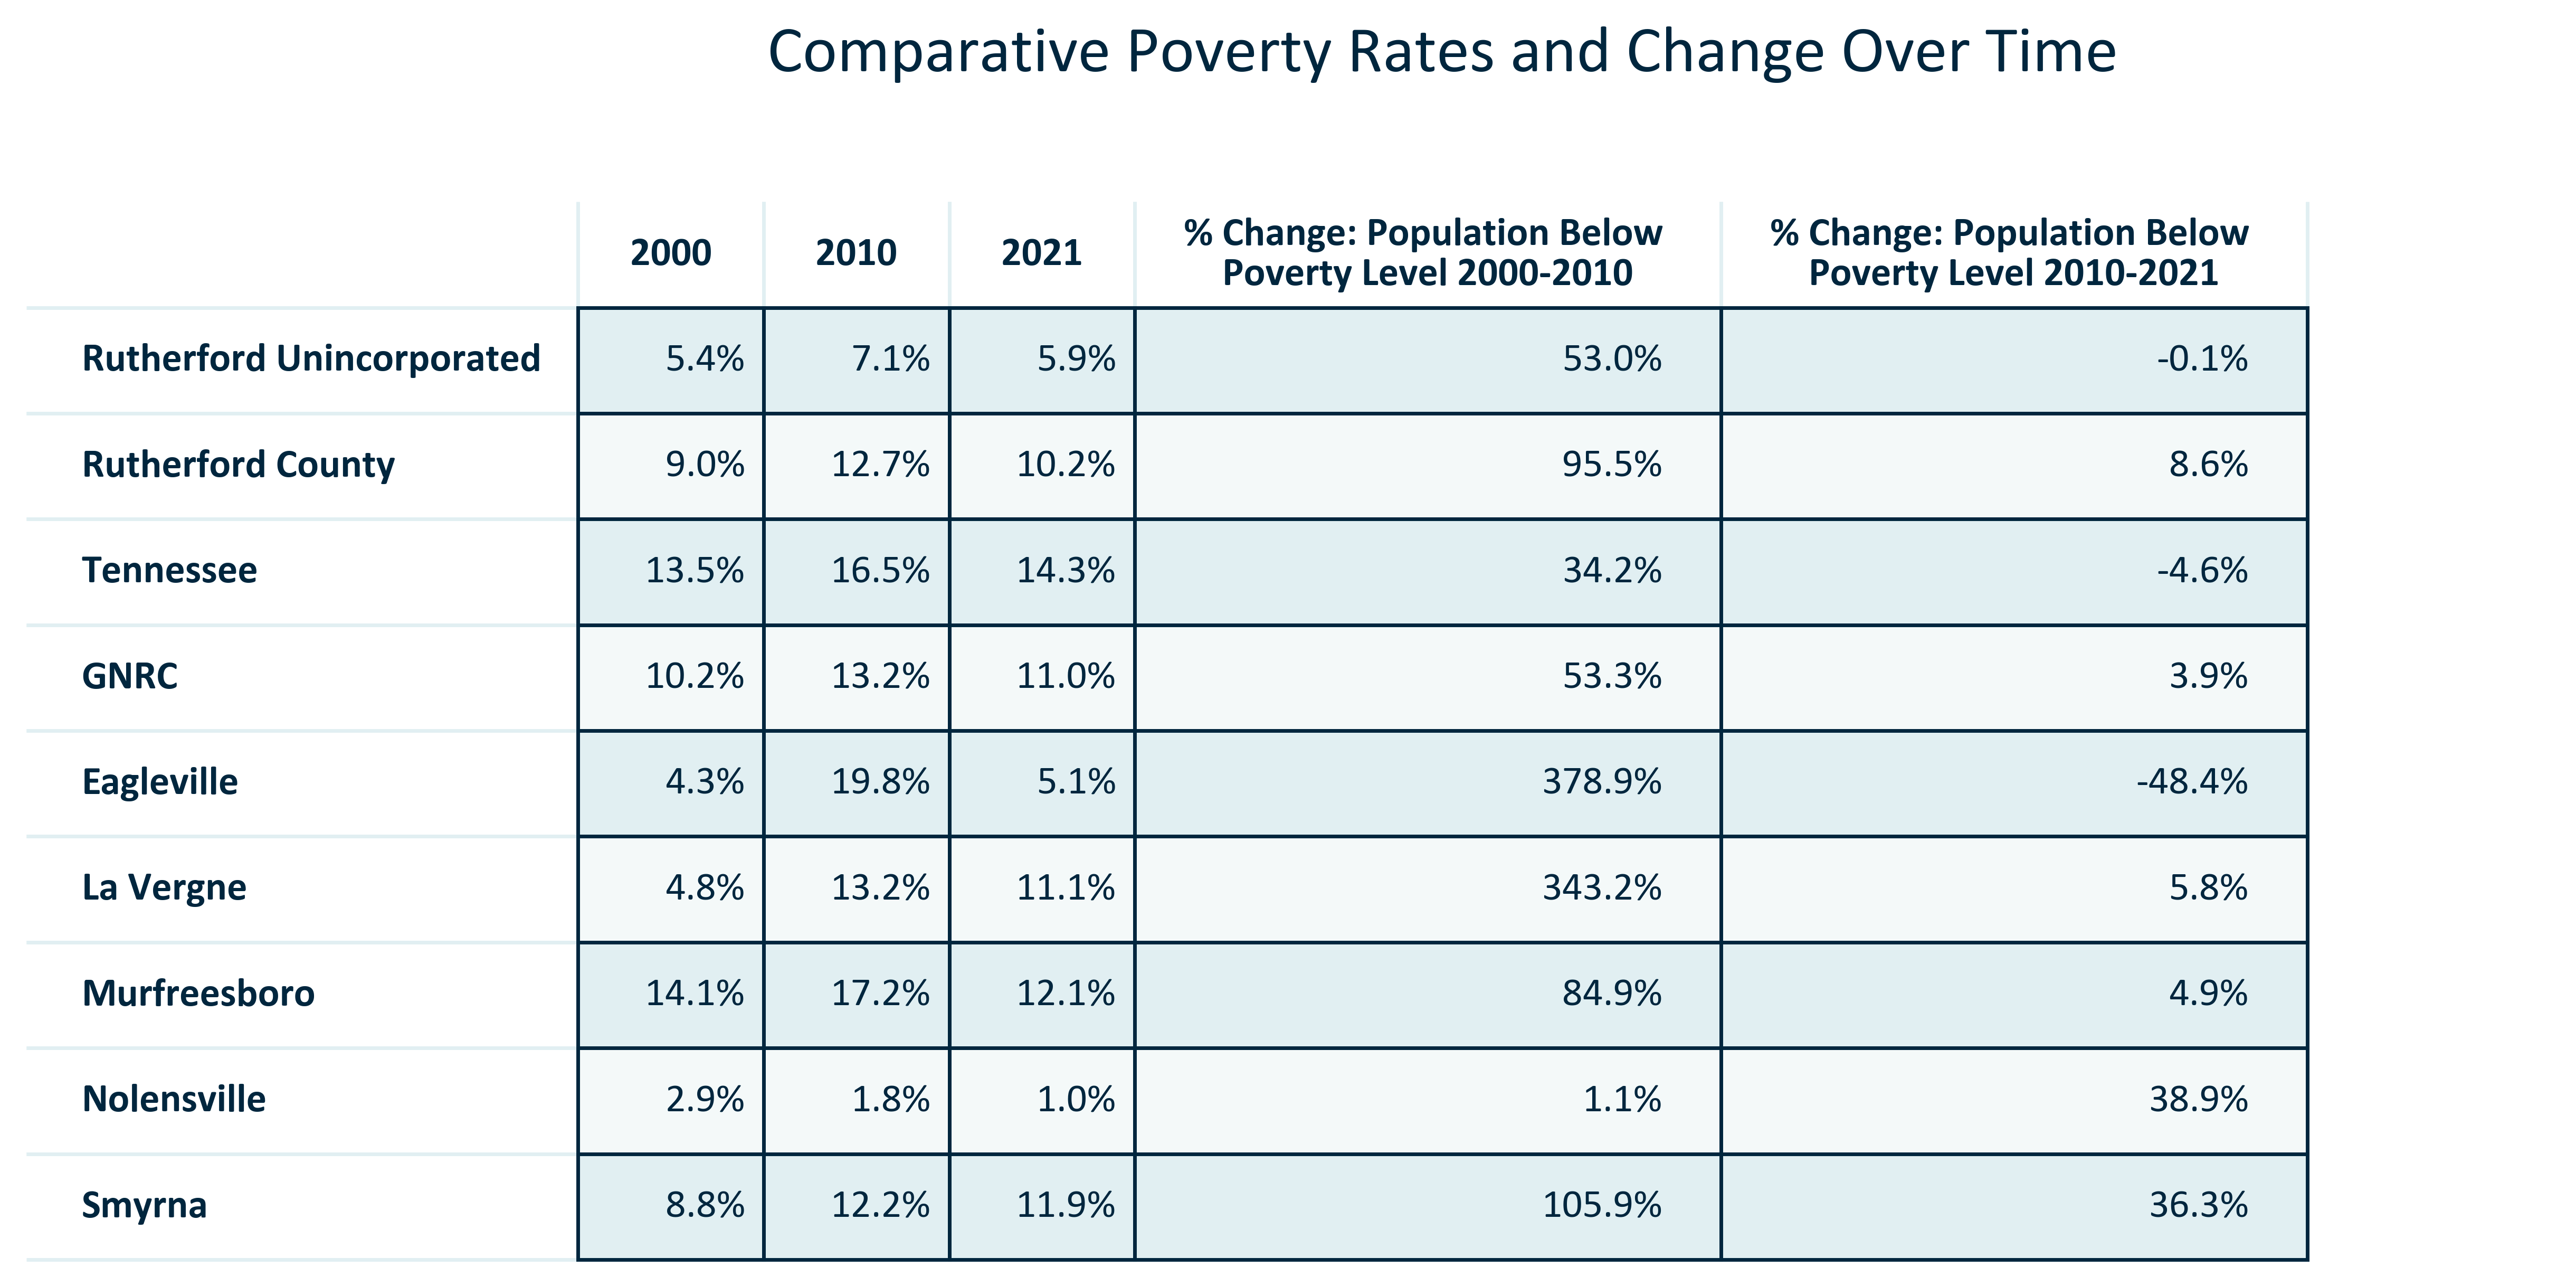 Comparative Poverty Rates and Change Over Time
2000 2010 2021 % Change: Population Below Poverty Level 2000-2010 % Change: Population Below Poverty Level 2010-2021
Rutherford Unincorporated 5.4% 7.1% 5.9% 53.0% -0.1%
Rutherford County 9.0% 12.7% 10.2% 95.5% 8.6%
Tennessee 13.5% 16.5% 14.3% 34.2% -4.6%
GNRC 10.2% 13.2% 11.0% 53.3% 3.9%
Eagleville 4.3% 19.8% 5.1% 378.9% -48.4%
La Vergne 4.8% 13.2% 11.1% 343.2% 5.8%
Murfreesboro 14.1% 17.2% 12.1% 84.9% 4.9%
Nolensville 2.9% 1.8% 1.0% 1.1% 38.9%
Smyrna 8.8% 12.2% 11.9% 105.9% 36.3%